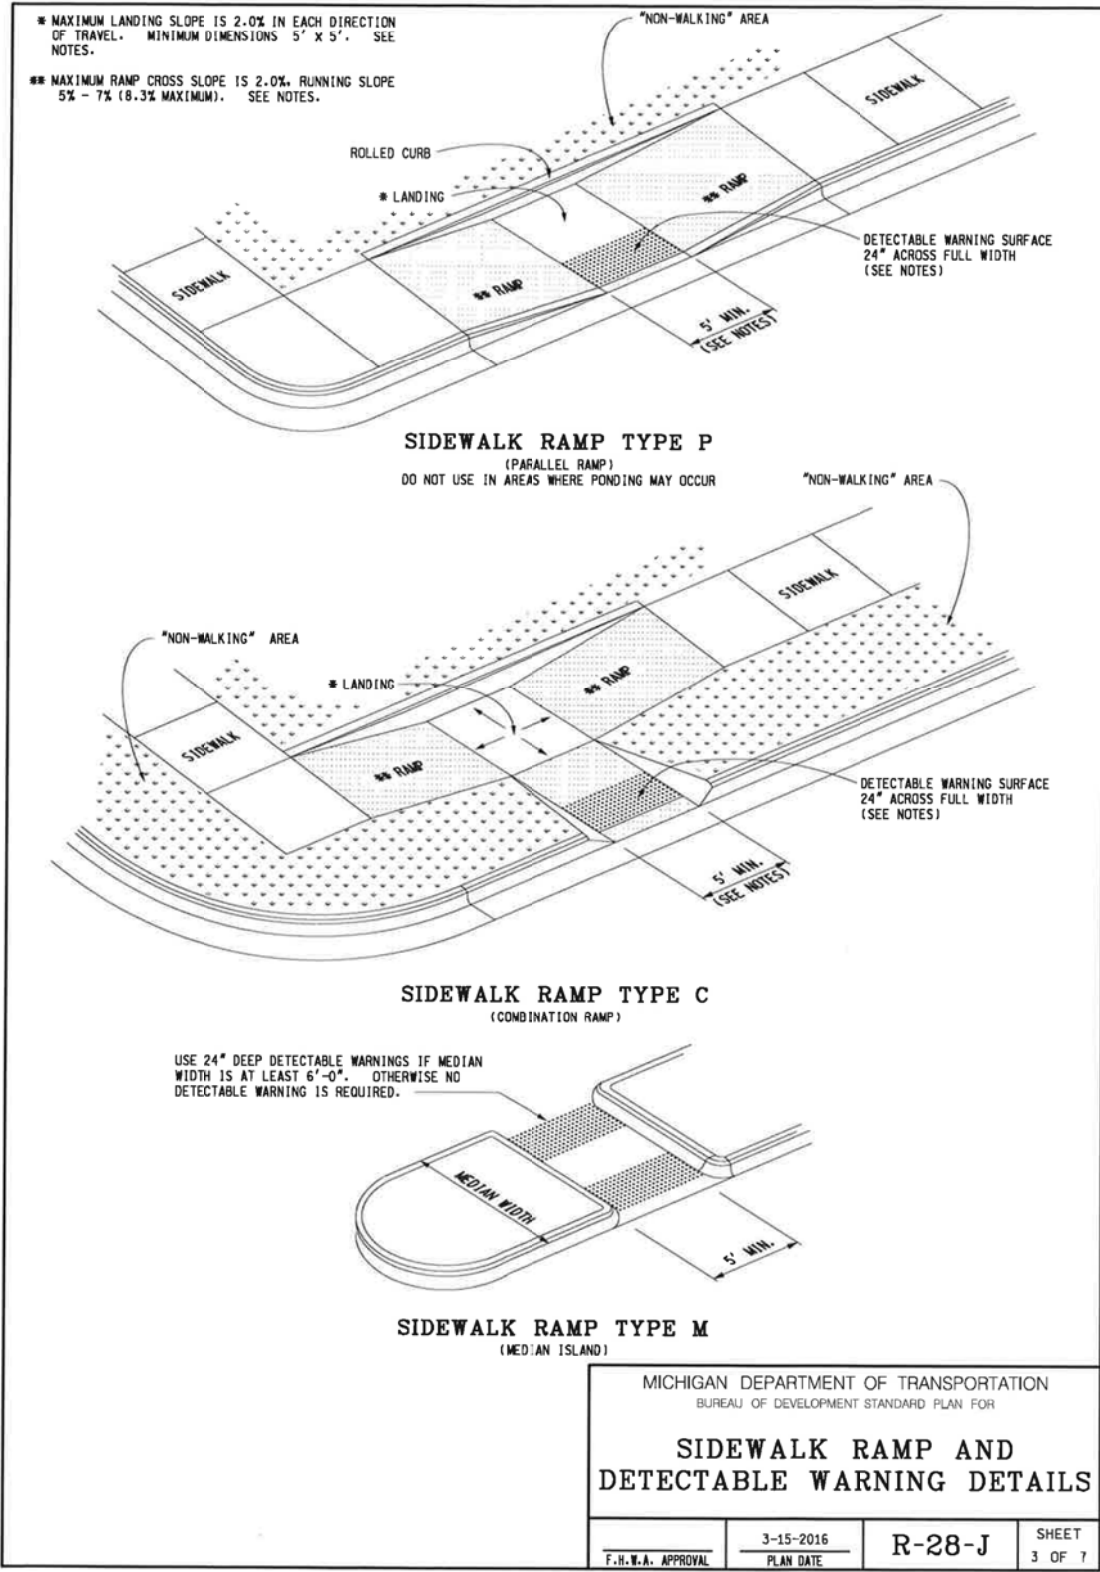 * MAXIMUM LANDING SLOPE IS 2.0% IN EACH DIRECTION
OF TRAVEL. MINIMUM DIMENSIONS 5' X 5'. SEE
NOTES.
** MAXIMUM RAMP CROSS SLOPE IS 2.0%. RUNNING SLOPE
5% - 7% (8.3% MAXIMUM). SEE NOTES.
"NON-WALKING" AREA
SIDEWALK
ROLLED CURB
* LANDING
** RAMP
DETECTABLE WARNING SURFACE
24" ACROSS FULL WIDTH
(SEE NOTES)
SIDEWALK
** RAMP
5' MIN.
(SEE NOTES)
SIDEWALK RAMP TYPE P
(PARALLEL RAMP)
DO NOT USE IN AREAS WHERE PONDING MAY OCCUR
"NON-WALKING" AREA
SIDEWALK
"NON-WALKING" AREA
* LANDING
** RAMP
SIDEWALK
** RAMP
DETECTABLE WARNING SURFACE
24" ACROSS FULL WIDTH
(SEE NOTES)
5' MIN.
(SEE NOTES)
SIDEWALK RAMP TYPE C
(COMBINATION RAMP)
USE 24" DEEP DETECTABLE WARNINGS IF MEDIAN
WIDTH IS AT LEAST 6'-0". OTHERWISE NO
DETECTABLE WARNING IS REQUIRED.
MEDIAN WIDTH
5' MIN.
SIDEWALK RAMP TYPE M
(MEDIAN ISLAND)
MICHIGAN DEPARTMENT OF TRANSPORTATION
BUREAU OF DEVELOPMENT STANDARD PLAN FOR
SIDEWALK RAMP AND
DETECTABLE WARNING DETAILS
F.H.W.A. APPROVAL
3-15-2016
PLAN DATE
R-28-J
SHEET
3 OF 7